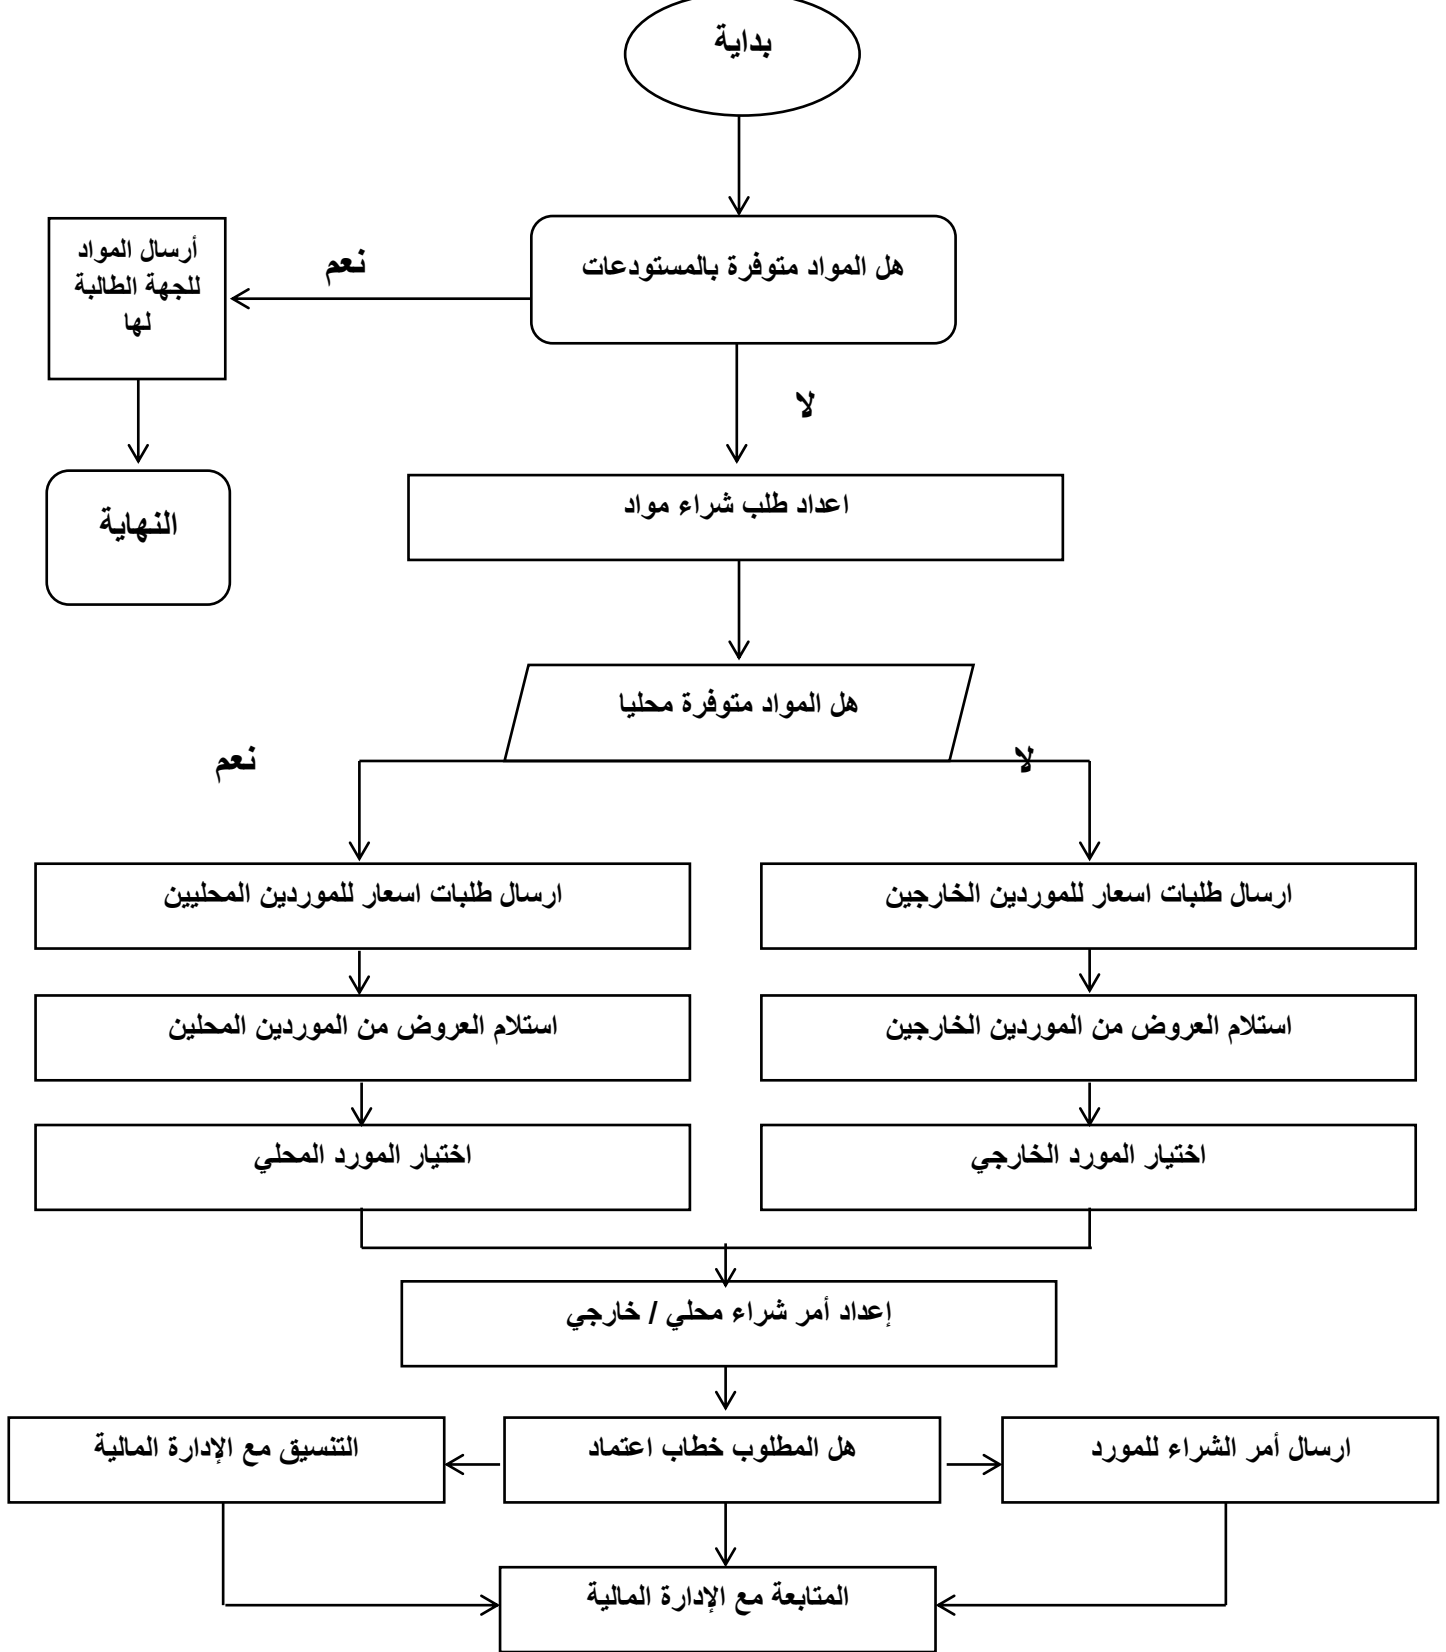 بداية
هل المواد متوفرة بالمستودعات
نعم
أرسال المواد
للجهة الطالبة
لها
لا
النهاية
اعداد طلب شراء مواد
هل المواد متوفرة محليا
لا
نعم
ارسال طلبات اسعار للموردين الخارجين
ارسال طلبات اسعار للموردين المحليين
استلام العروض من الموردين الخارجين
استلام العروض من الموردين المحلين
اختيار المورد الخارجي
اختيار المورد المحلي
إعداد أمر شراء محلي / خارجي
ارسال أمر الشراء للمورد
هل المطلوب خطاب اعتماد
التنسيق مع الإدارة المالية
المتابعة مع الإدارة المالية